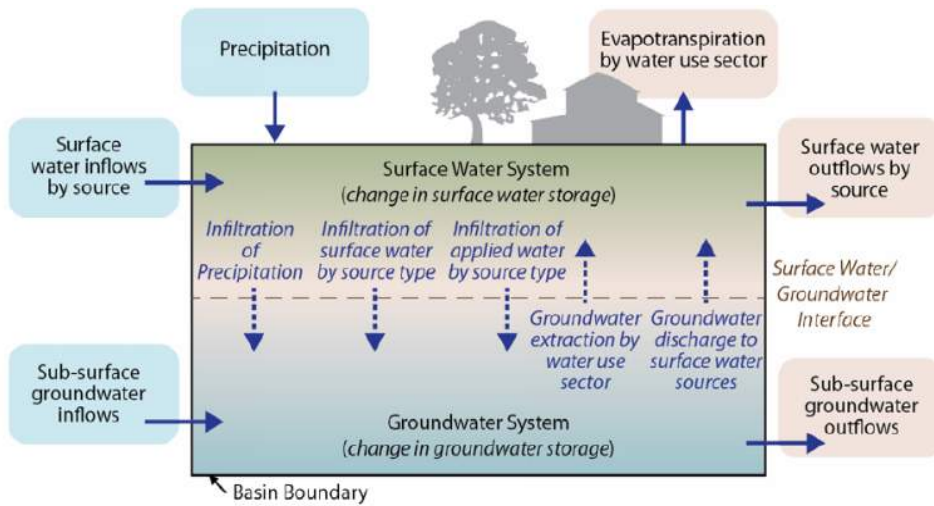 Precipitation
Evapotranspiration
by water use sector
Surface
water inflows
by source
Surface Water System
(change in surface water storage)
Surface water
outflows by
source
Infiltration
of
Precipitation
Infiltration of
surface water
by source type
Infiltration of
applied water
by source type
Surface Water/
Groundwater
Interface
Groundwater
extraction by
water use
sector
Groundwater
discharge to
surface water
sources
Sub-surface
groundwater
inflows
Groundwater System
(change in groundwater storage)
Sub-surface
groundwater
outflows
Basin Boundary